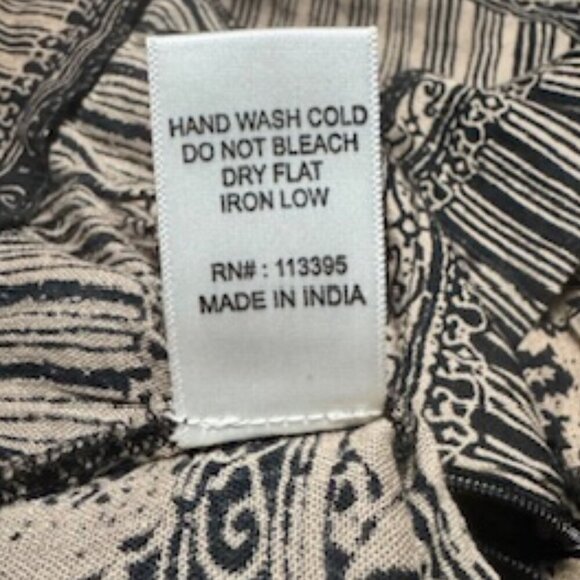 HAND WASH COLD
DO NOT BLEACH
DRY FLAT
IRON LOW
RN# : 113395
MADE IN INDIA